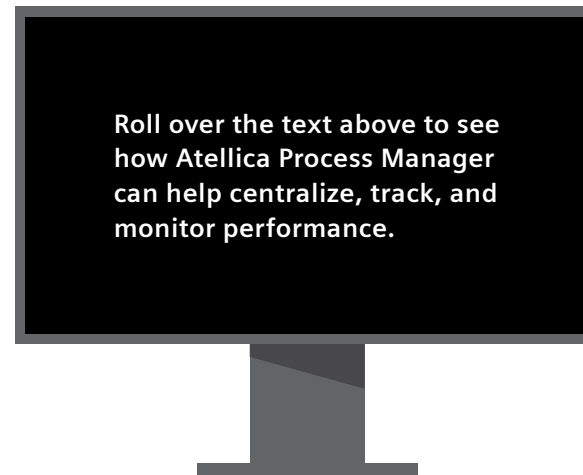 Roll over the text above to see
how Atellica Process Manager
can help centralize, track, and
monitor performance.